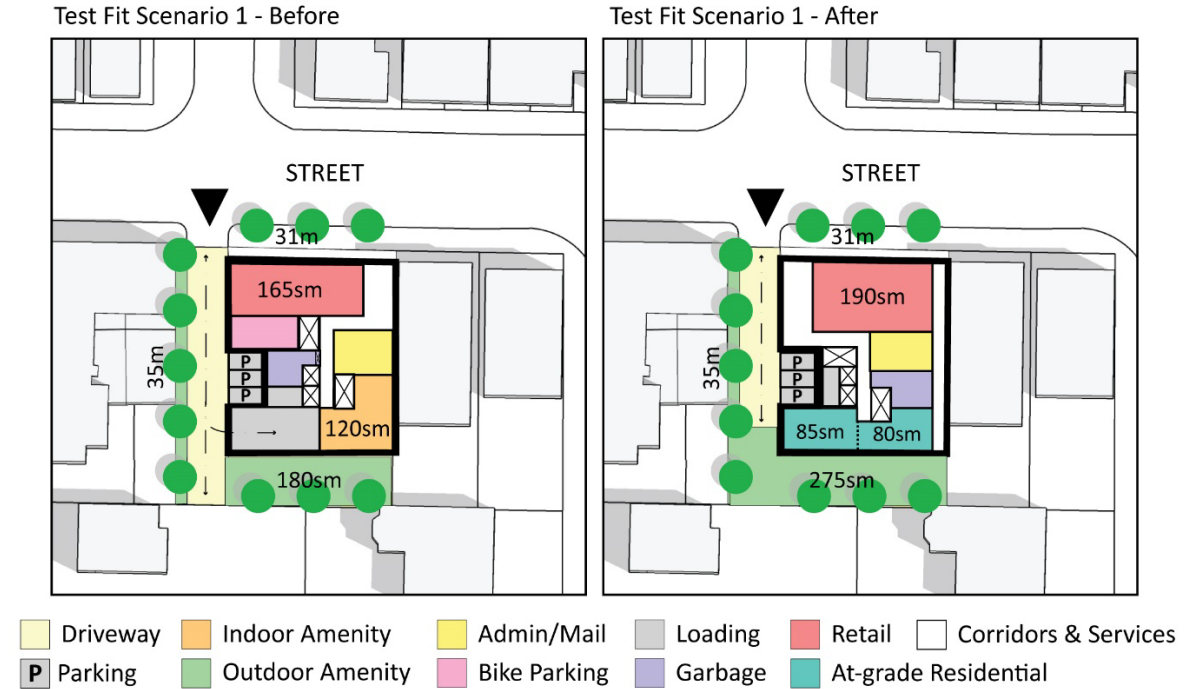 Test Fit Scenario 1 - Before
Test Fit Scenario 1 - After
STREET
31m
165sm
35m
P
P
P
120sm
180sm
STREET
31m
190sm
35m
P
P
P
85sm
80sm
275sm
Driveway
Indoor Amenity
Admin/Mail
Loading
Retail
Corridors & Services
P
Parking
Outdoor Amenity
Bike Parking
Garbage
At-grade Residential